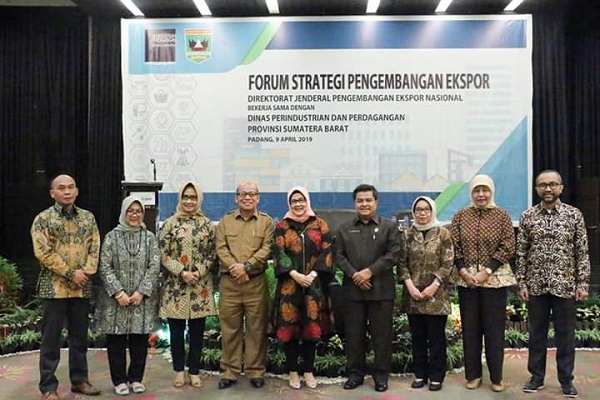 FORUM STRATEGI PENGEMBANGAN EKSPOR
DIREKTORAT JENDERAL PENGEMBANGAN EKSPOR NASIONAL
BEKERJA SAMA DENGAN
DINAS PERINDUSTRIAN DAN PERDAGANGAN
PROVINSI SUMATERA BARAT
PADANG, 9 APRIL 2019